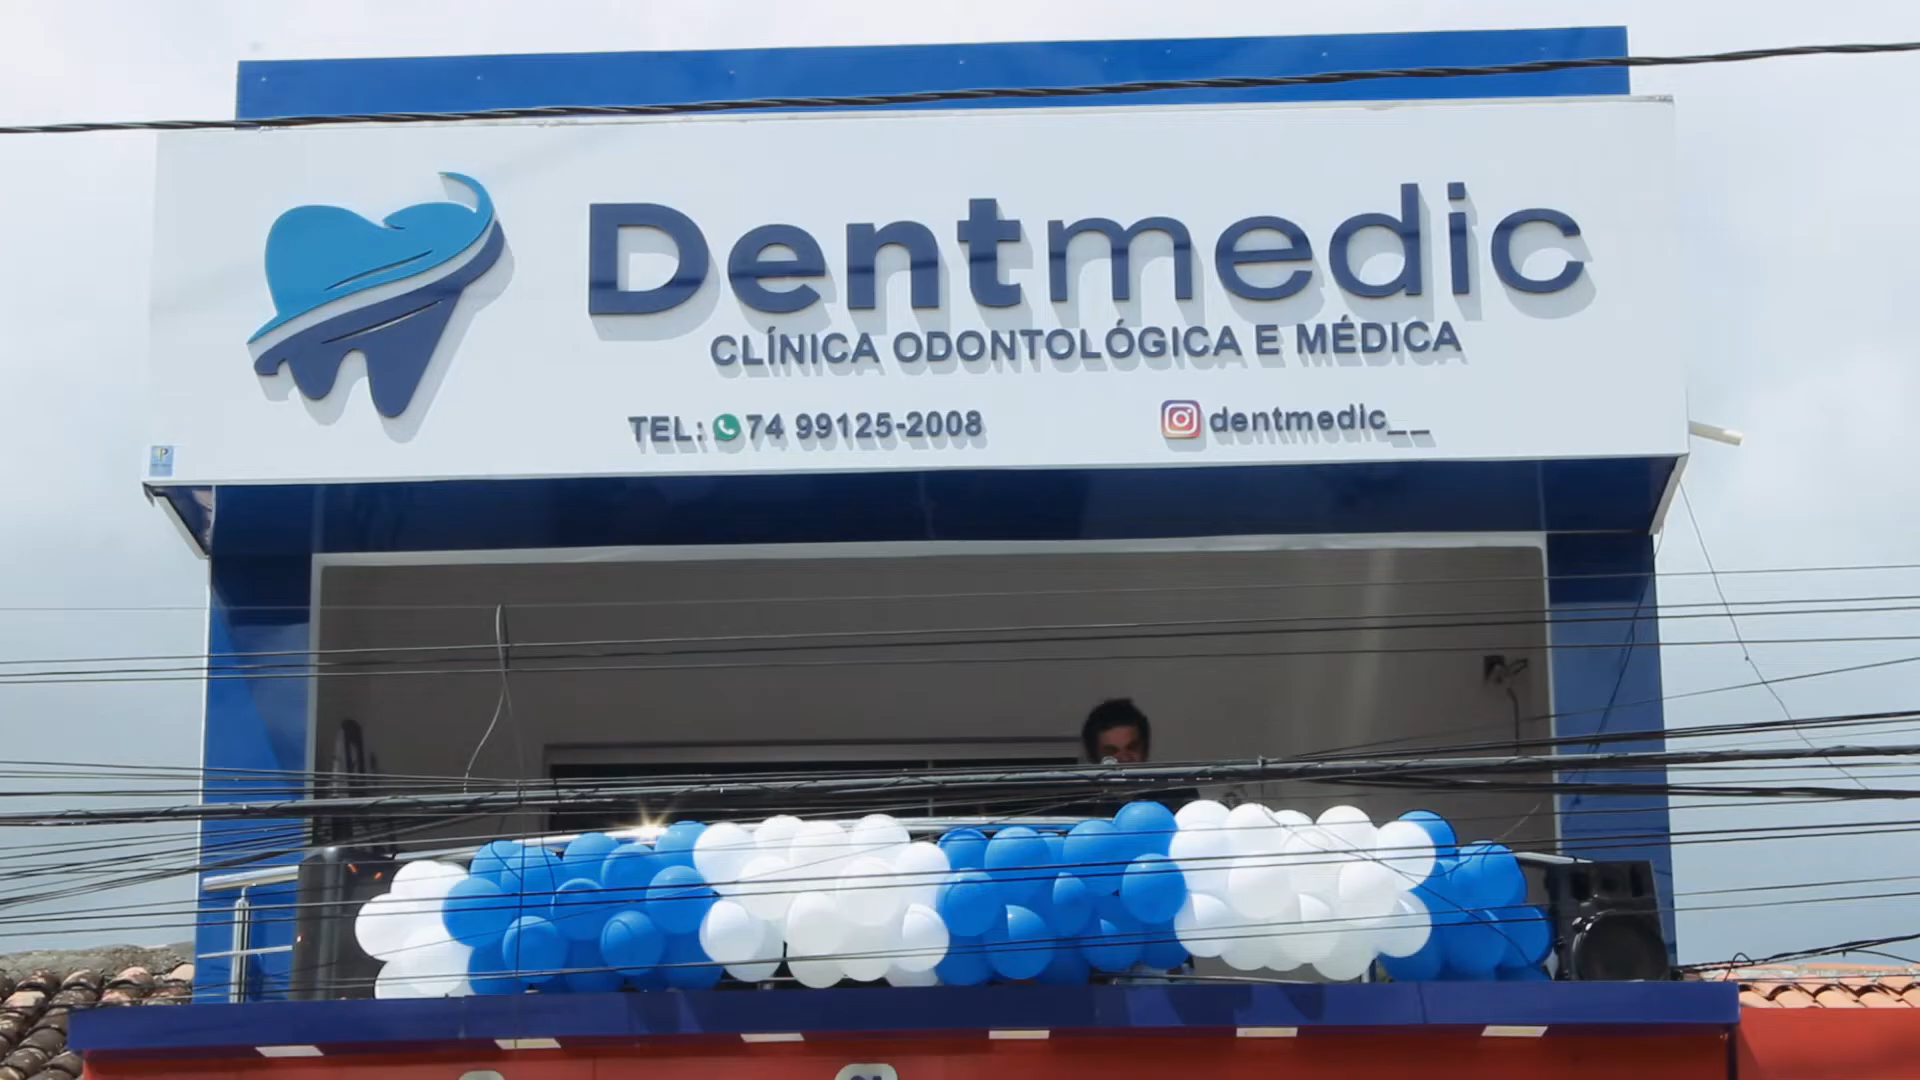 Dentmedic
CLÍNICA ODONTOLÓGICA E MÉDICA
TEL: 74 99125-2008
dentmedic__